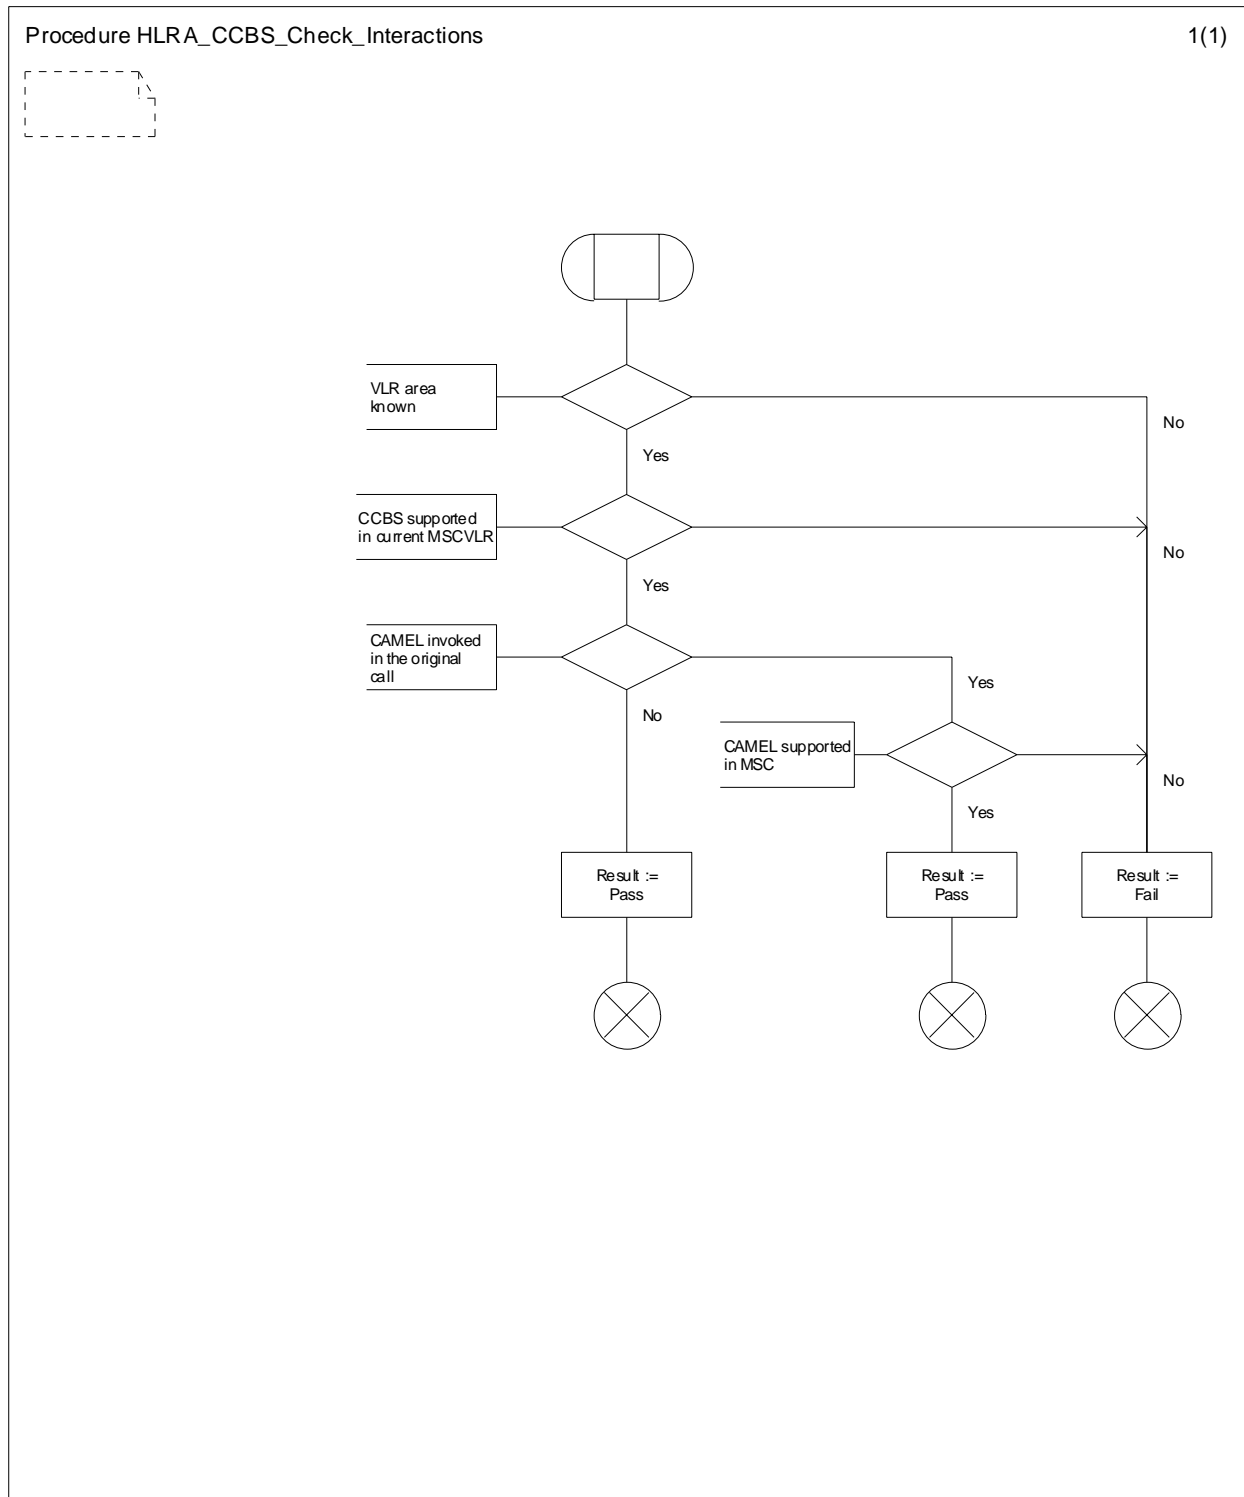 Procedure HLRA_CCBS_Check_Interactions
1(1)
VLR area
known
No
Yes
CCBS supported
in current MSCVLR
No
Yes
CAMEL invoked
in the original
call
Yes
No
CAMEL supported
in MSC
No
Yes
Result :=
Pass
Result :=
Pass
Result :=
Fail